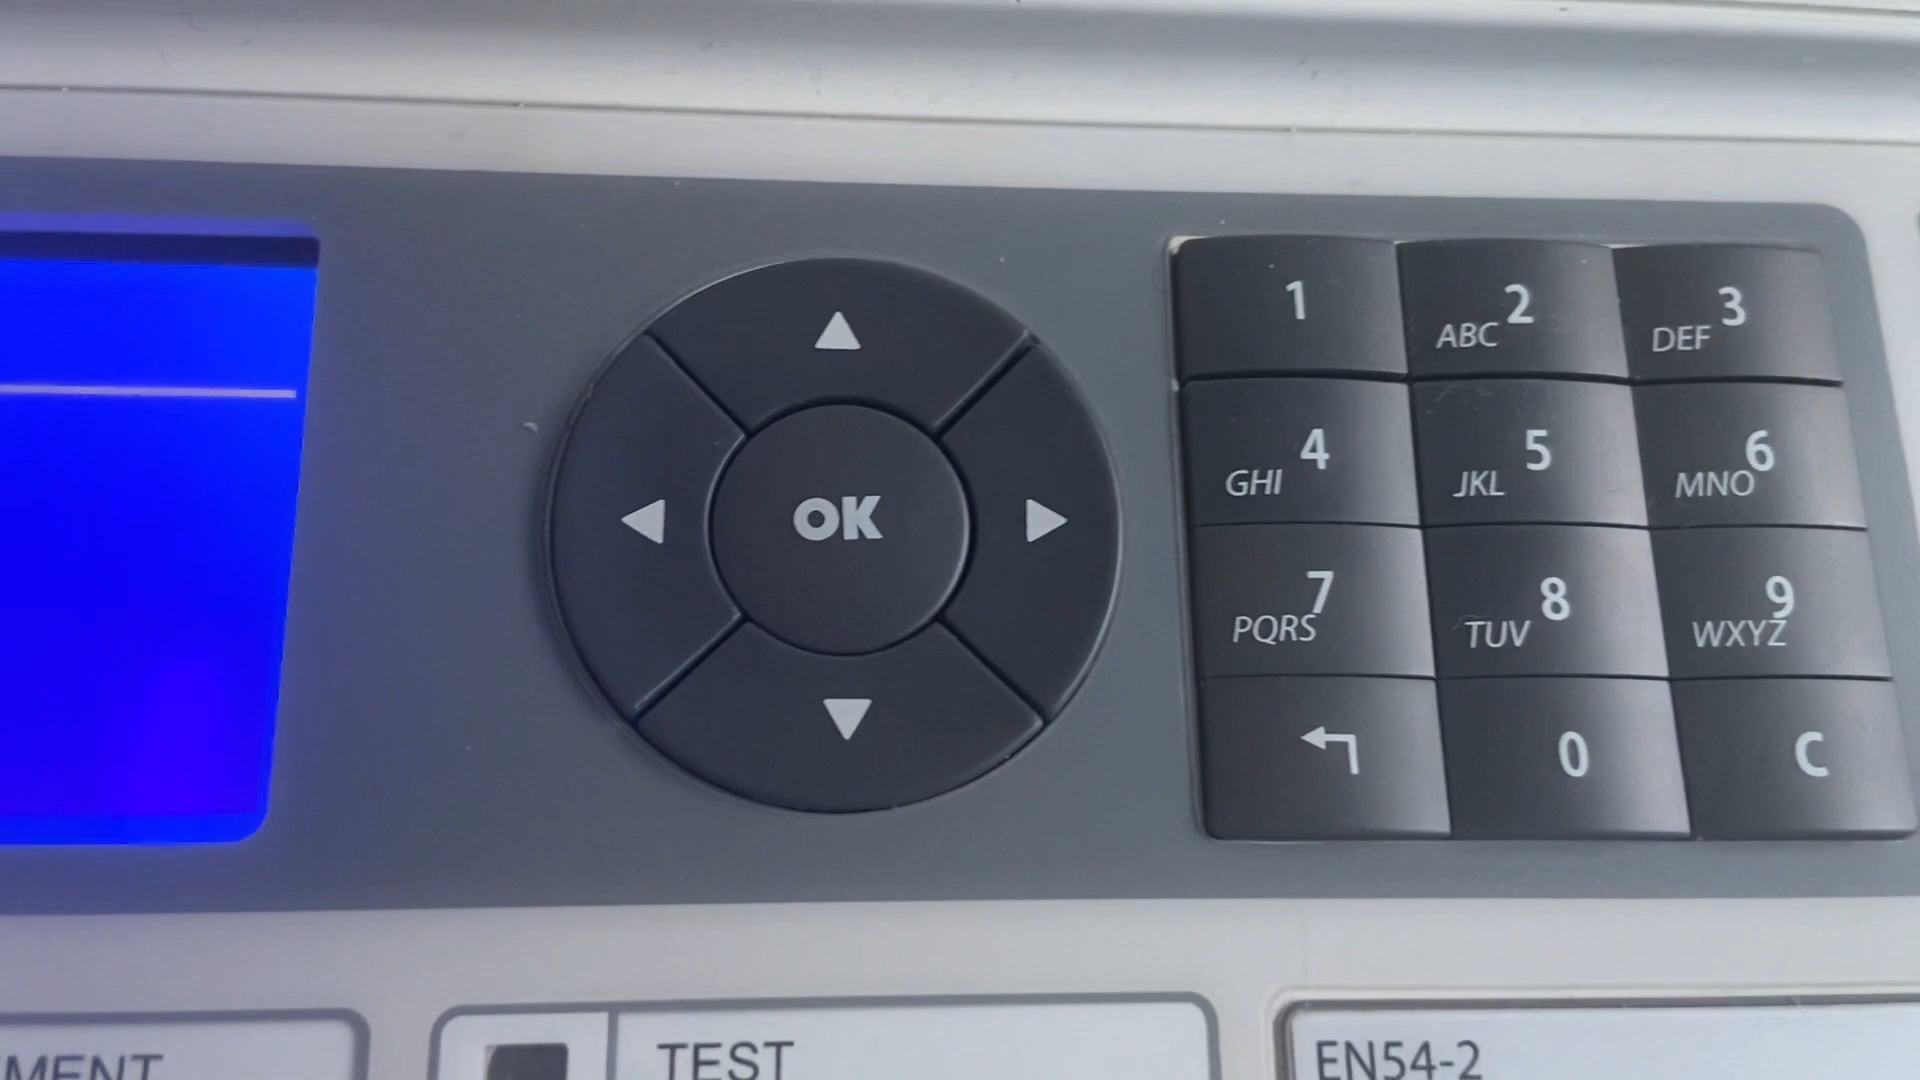 1
ABC 2
DEF 3
GHI 4
JKL 5
MNO 6
OK
PQRS 7
TUV 8
WXYZ 9
0
C
TEST
EN54-2